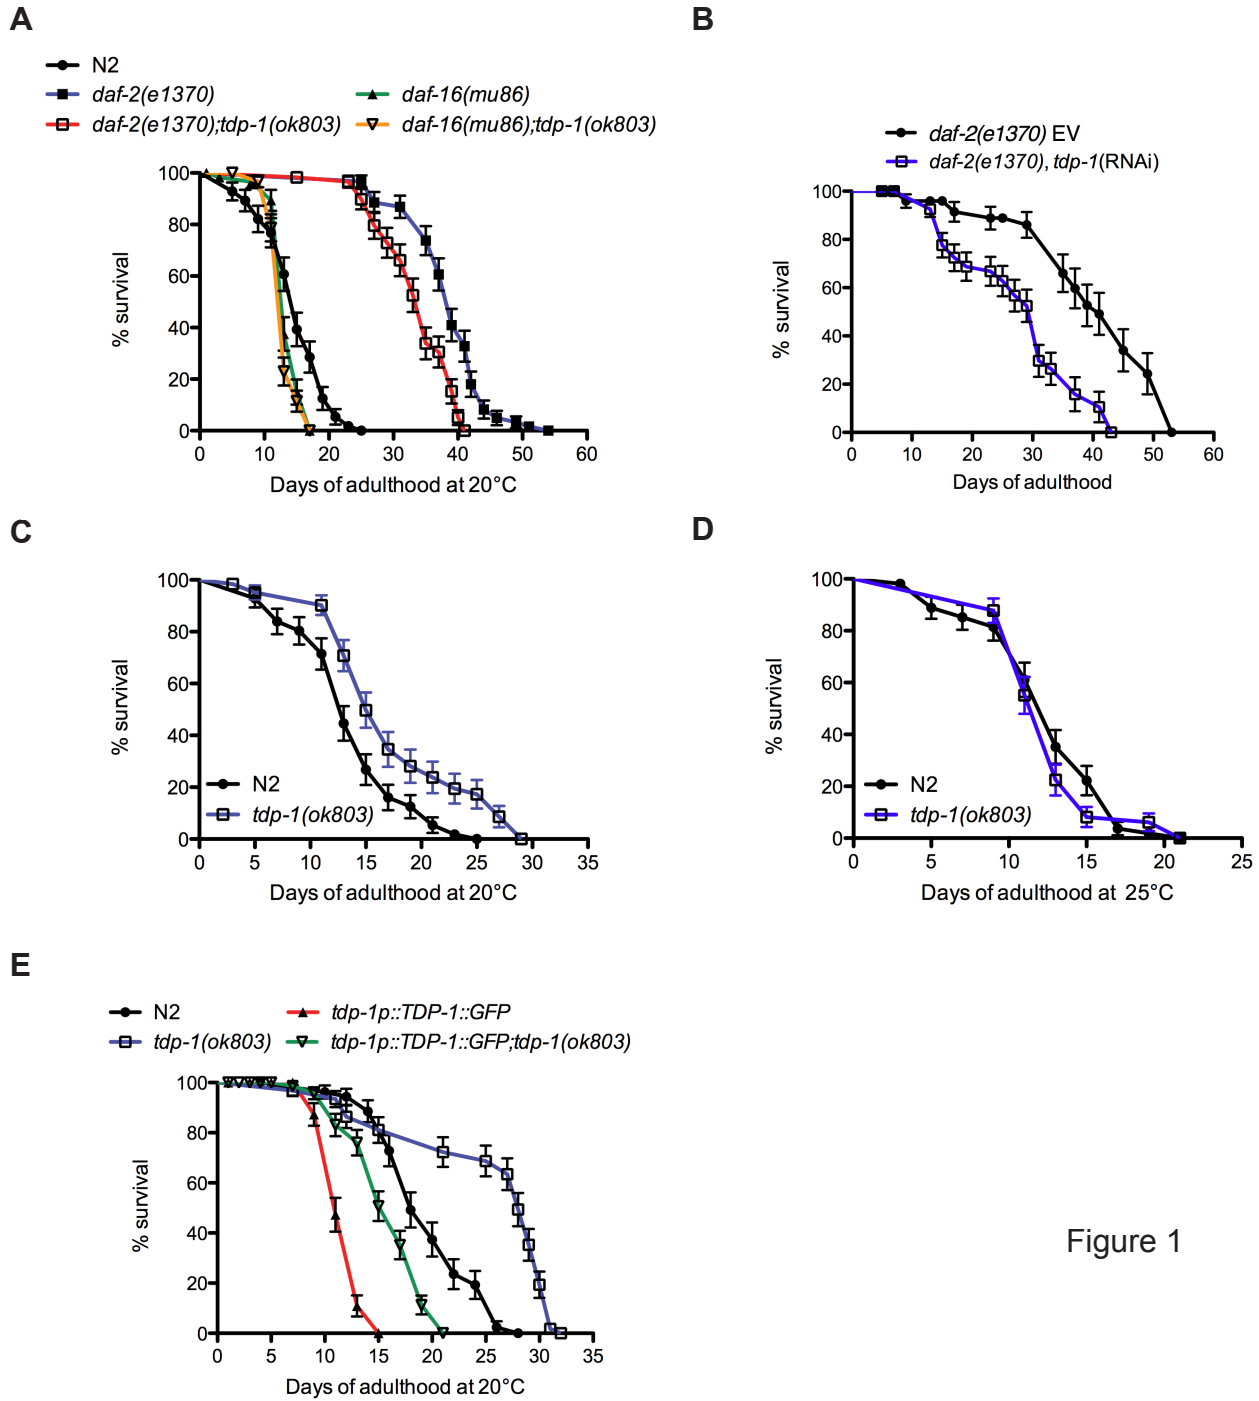 A
N2
daf-2(e1370)
daf-16(mu86)
daf-2(e1370);tdp-1(ok803)
daf-16(mu86);tdp-1(ok803)
% survival
100
80
60
40
20
0
0 10 20 30 40 50 60
Days of adulthood at 20°C
B
daf-2(e1370) EV
daf-2(e1370), tdp-1(RNAi)
% survival
100
80
60
40
20
0
0 10 20 30 40 50 60
Days of adulthood
C
% survival
100
80
60
40
20
0
N2
tdp-1(ok803)
0 5 10 15 20 25 30 35
Days of adulthood at 20°C
D
% survival
100
80
60
40
20
0
N2
tdp-1(ok803)
0 5 10 15 20 25
Days of adulthood at 25°C
E
N2
tdp-1p::TDP-1::GFP
tdp-1(ok803)
tdp-1p::TDP-1::GFP;tdp-1(ok803)
% survival
100
80
60
40
20
0
0 5 10 15 20 25 30 35
Days of adulthood at 20°C
Figure 1